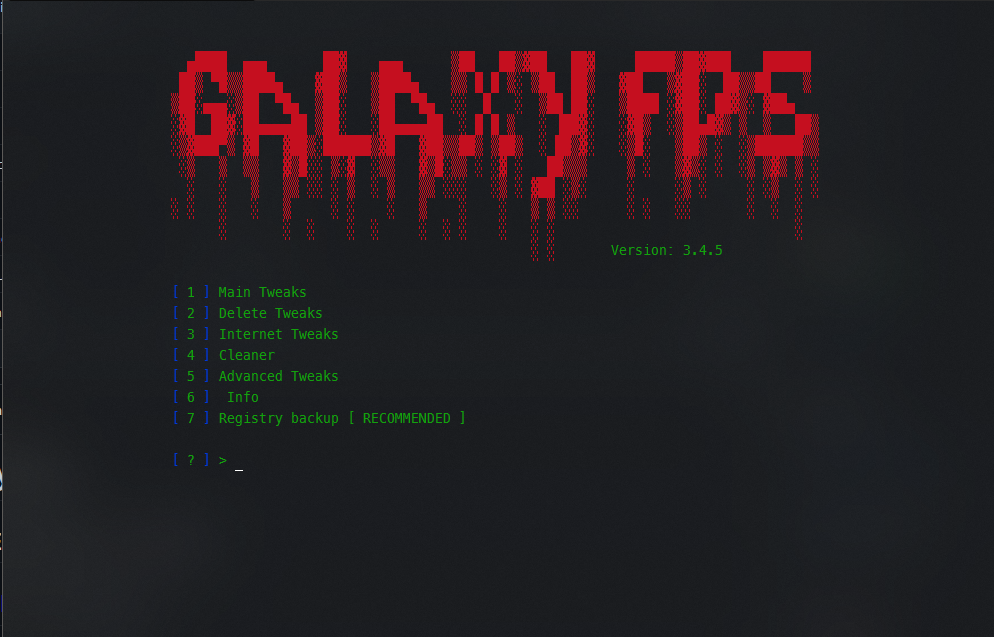 GALAXY FPS
Version: 3.4.5
[ 1 ] Main Tweaks
[ 2 ] Delete Tweaks
[ 3 ] Internet Tweaks
[ 4 ] Cleaner
[ 5 ] Advanced Tweaks
[ 6 ] Info
[ 7 ] Registry backup [ RECOMMENDED ]
[ ? ] > _